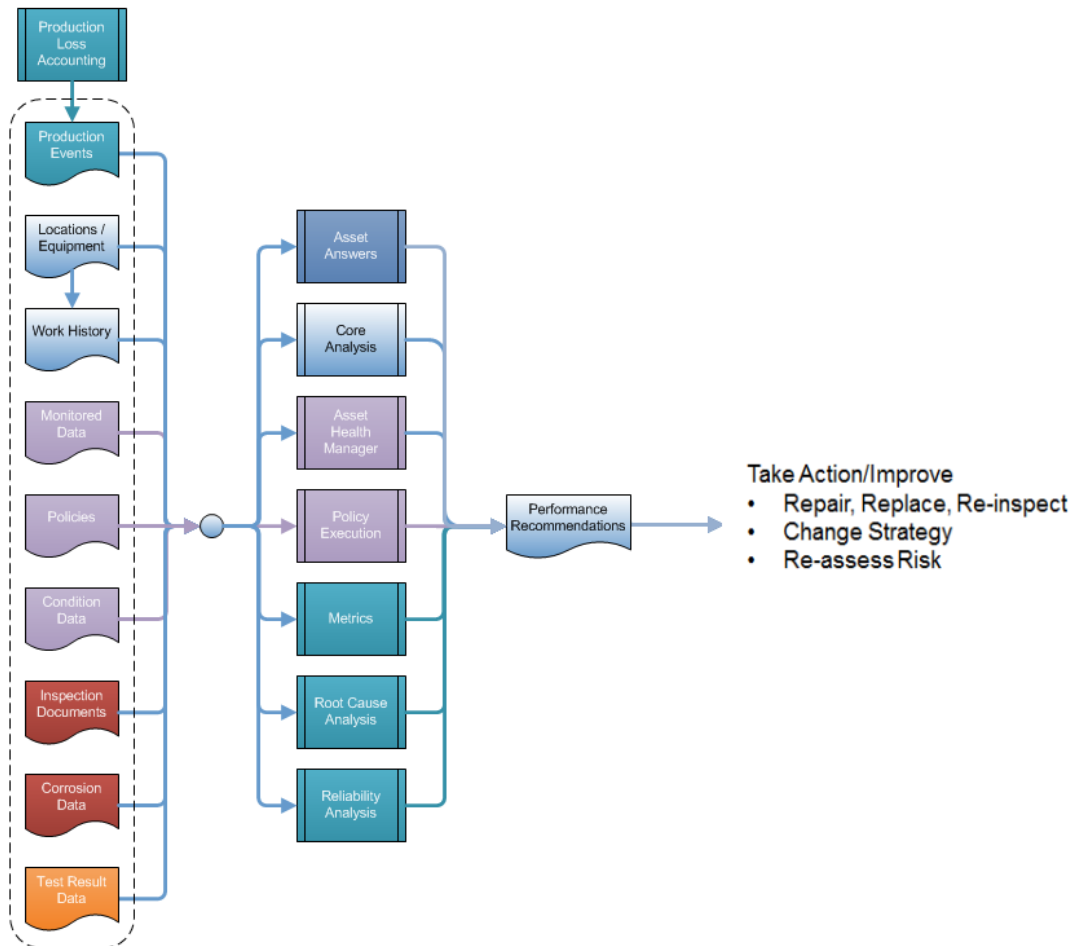 Production
Loss
Accounting
Production
Events
Locations /
Equipment
Work History
Monitored
Data
Policies
Condition
Data
Inspection
Documents
Corrosion
Data
Test Result
Data
Asset
Answers
Core
Analysis
Asset
Health
Manager
Policy
Execution
Metrics
Root Cause
Analysis
Reliability
Analysis
Performance
Recommendations
Take Action/Improve
• Repair, Replace, Re-inspect
• Change Strategy
• Re-assess Risk